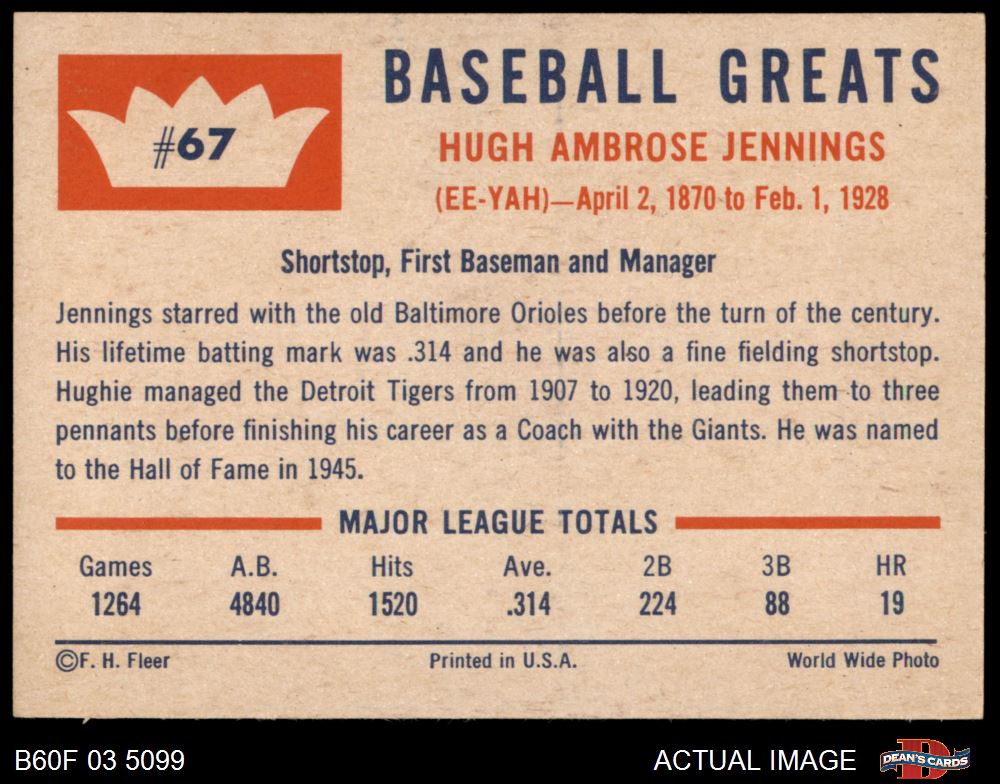 #67
BASEBALL GREATS
HUGH AMBROSE JENNINGS
(EE-YAH)—April 2, 1870 to Feb. 1, 1928
Shortstop, First Baseman and Manager
Jennings starred with the old Baltimore Orioles before the turn of the century.
His lifetime batting mark was .314 and he was also a fine fielding shortstop.
Hughie managed the Detroit Tigers from 1907 to 1920, leading them to three
pennants before finishing his career as a Coach with the Giants. He was named
to the Hall of Fame in 1945.
MAJOR LEAGUE TOTALS
Games A.B. Hits Ave. 2B 3B HR
1264 4840 1520 .314 224 88 19
©F. H. Fleer Printed in U.S.A. World Wide Photo
B60F 03 5099 ACTUAL IMAGE D DEAN'S CARDS